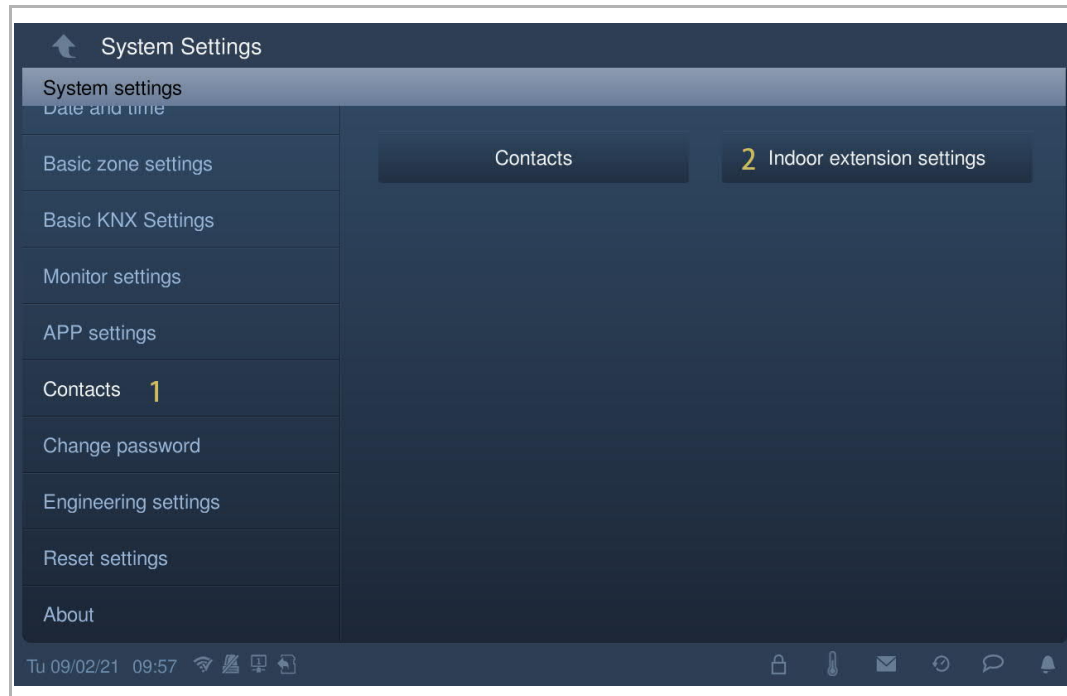 System Settings
System settings
Date and time
Basic zone settings
Contacts
2 Indoor extension settings
Basic KNX Settings
Monitor settings
APP settings
Contacts 1
Change password
Engineering settings
Reset settings
About
Tu 09/02/21 09:57